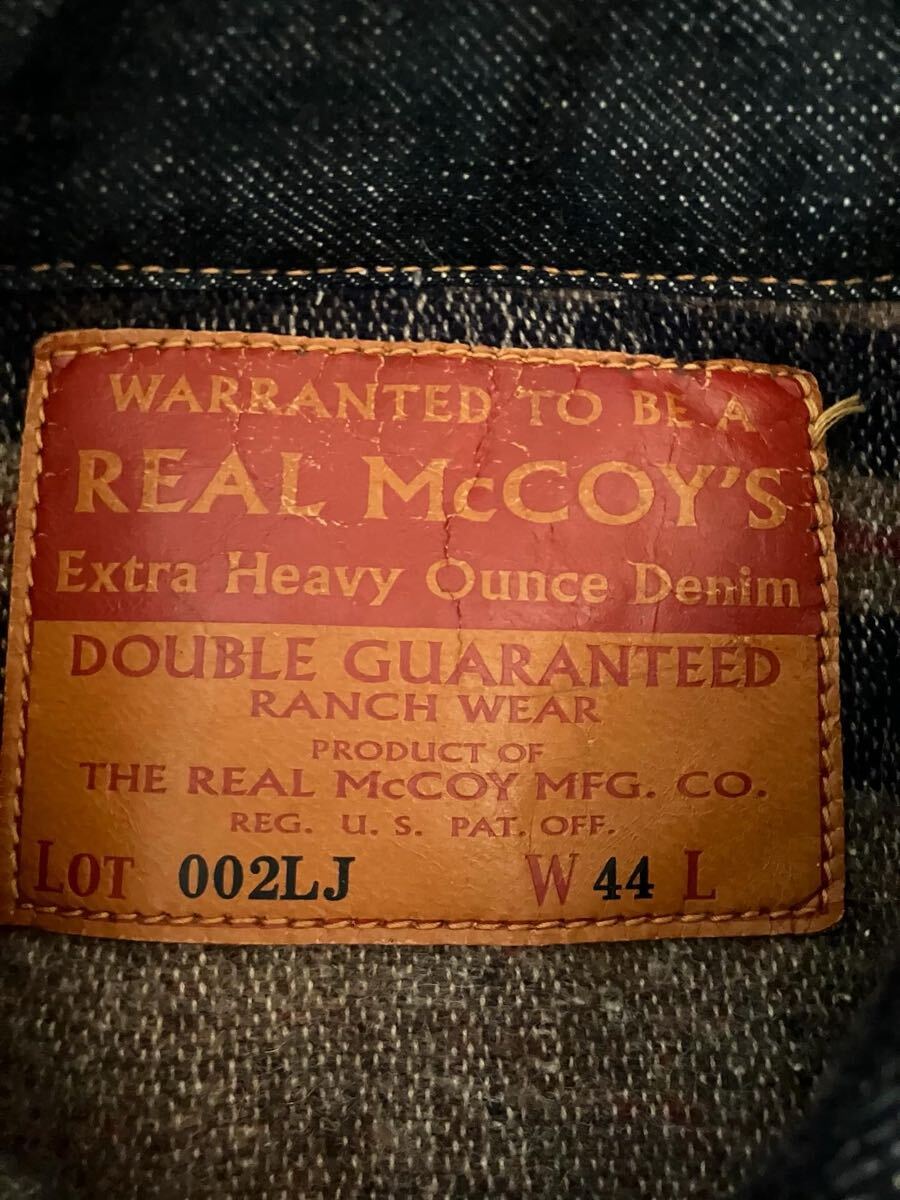 WARRANTED TO BE A
REAL McCOY'S
Extra Heavy Ounce Denim
DOUBLE GUARANTEED
RANCH WEAR
PRODUCT OF
THE REAL McCOY MFG. CO.
REG. U. S. PAT. OFF.
LOT 002LJ W 44 L